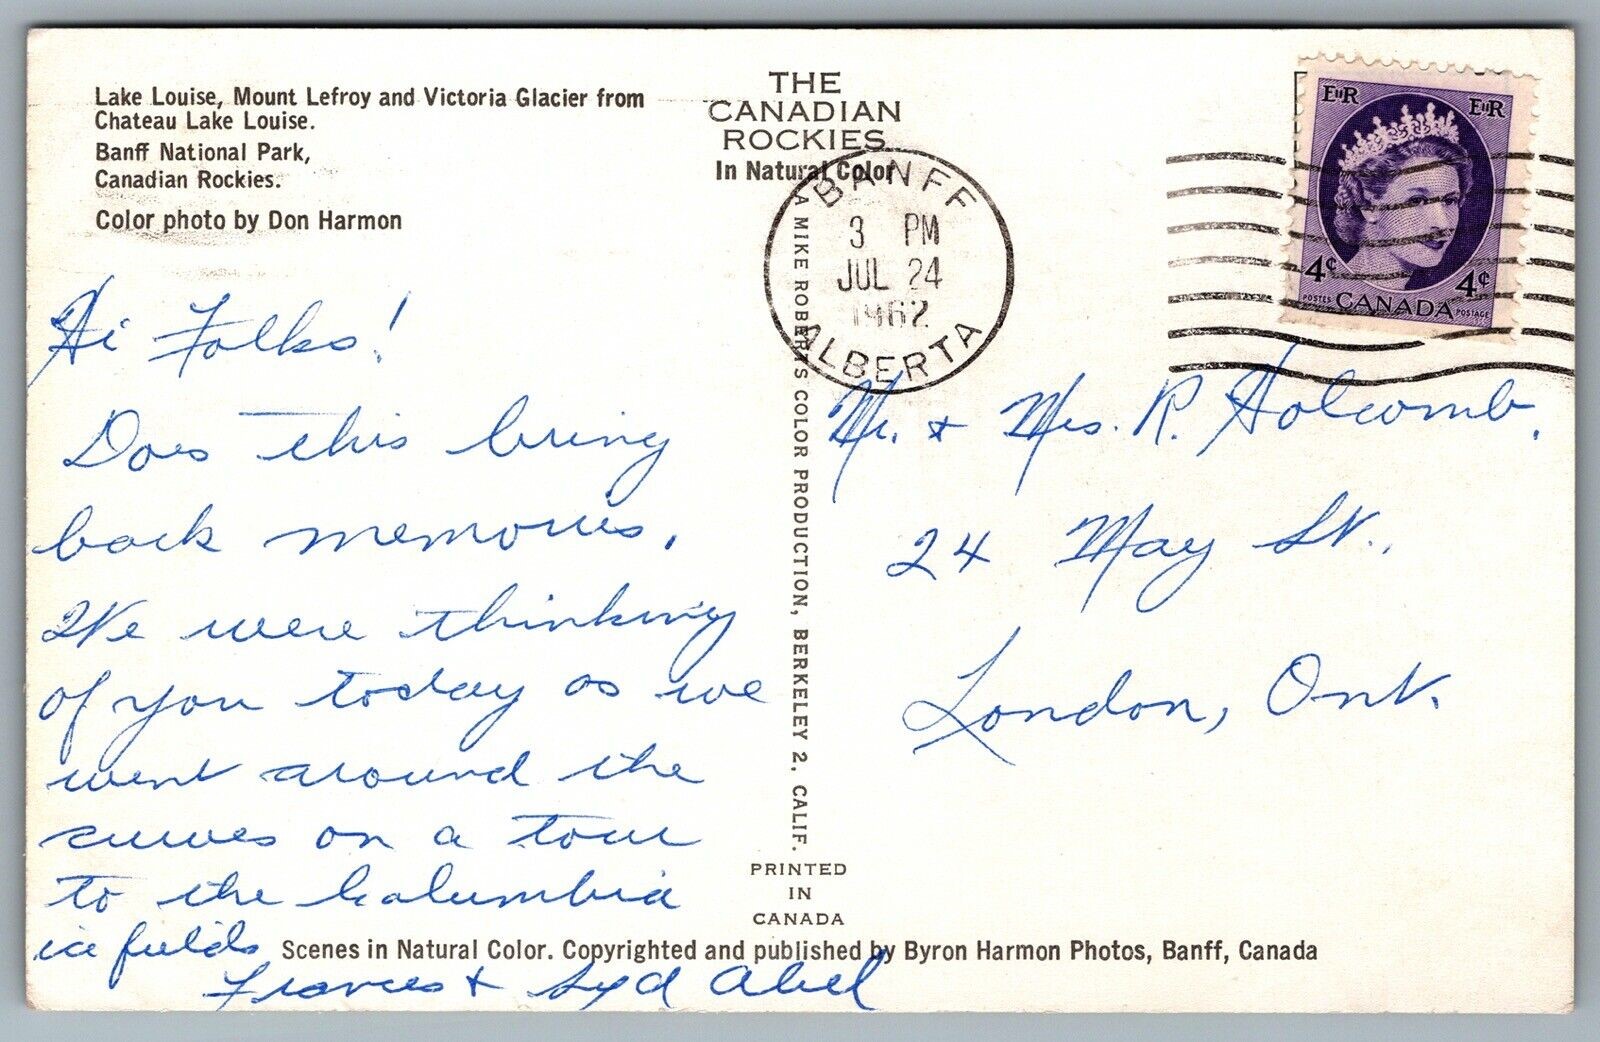 Lake Louise, Mount Lefroy and Victoria Glacier from
Chateau Lake Louise.
Banff National Park,
Canadian Rockies.
Color photo by Don Harmon
THE
CANADIAN
ROCKIES
In Natural Color
BANFF
3 PM
JUL 24
1962
ALBERTA
EIIR EIIR
4¢ 4¢
POSTES CANADA POSTAGE
Hi Folks!
Does this bring
back memories.
We were thinking
of you today as we
went around the
curves on a tour
to the Kolumbia
ice fields
Frances & Syd Abel
A MIKE ROBERTS COLOR PRODUCTION, BERKELEY 2, CALIF.
Mr. & Mrs. R. Holcomb,
24 May St.,
London, Ont.
PRINTED
IN
CANADA
Scenes in Natural Color. Copyrighted and published by Byron Harmon Photos, Banff, Canada